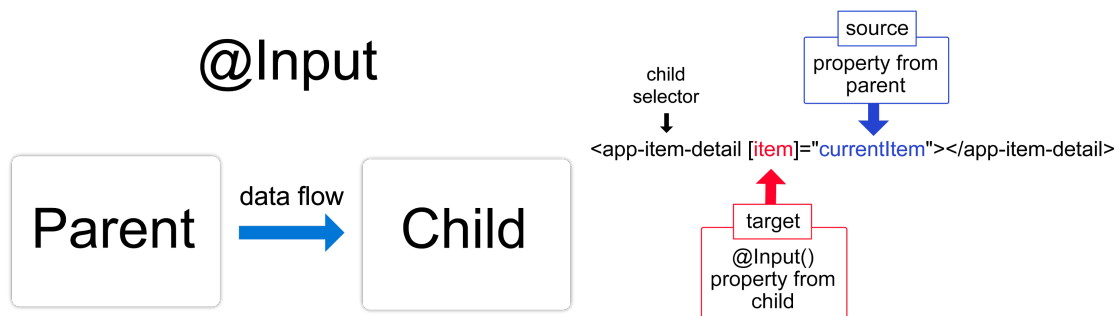 @Input
Parent
data flow
Child
source
property from
parent
child
selector
<app-item-detail [item]="currentItem"></app-item-detail>
target
@Input()
property from
child